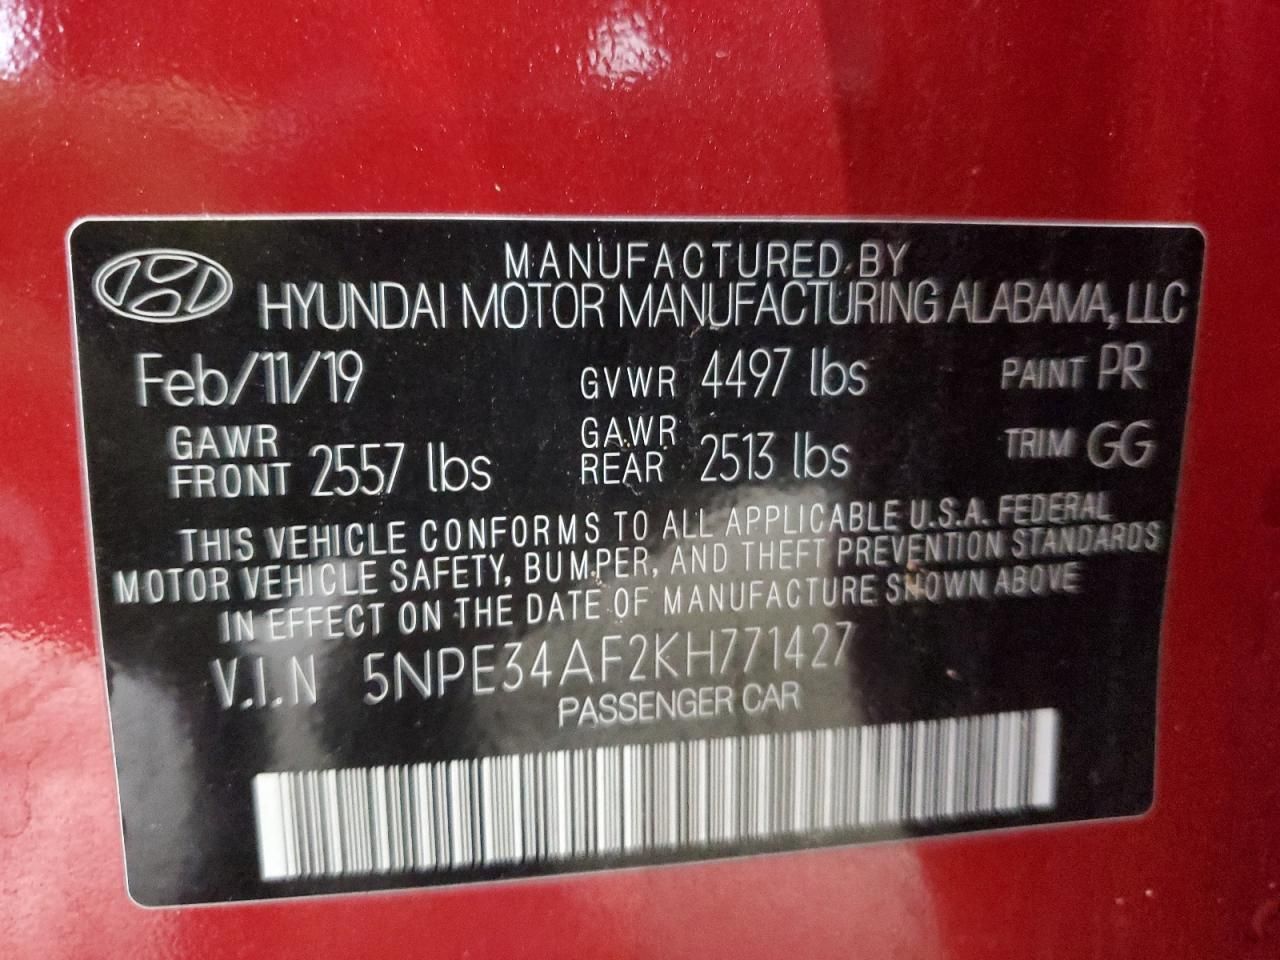 MANUFACTURED BY
HYUNDAI MOTOR MANUFACTURING ALABAMA, LLC
Feb/11/19 GVWR 4497 lbs PAINT PR
GAWR FRONT 2557 lbs GAWR REAR 2513 lbs TRIM GG
THIS VEHICLE CONFORMS TO ALL APPLICABLE U.S.A. FEDERAL
MOTOR VEHICLE SAFETY, BUMPER, AND THEFT PREVENTION STANDARDS
IN EFFECT ON THE DATE OF MANUFACTURE SHOWN ABOVE
V.I.N 5NPE34AF2KH771427
PASSENGER CAR